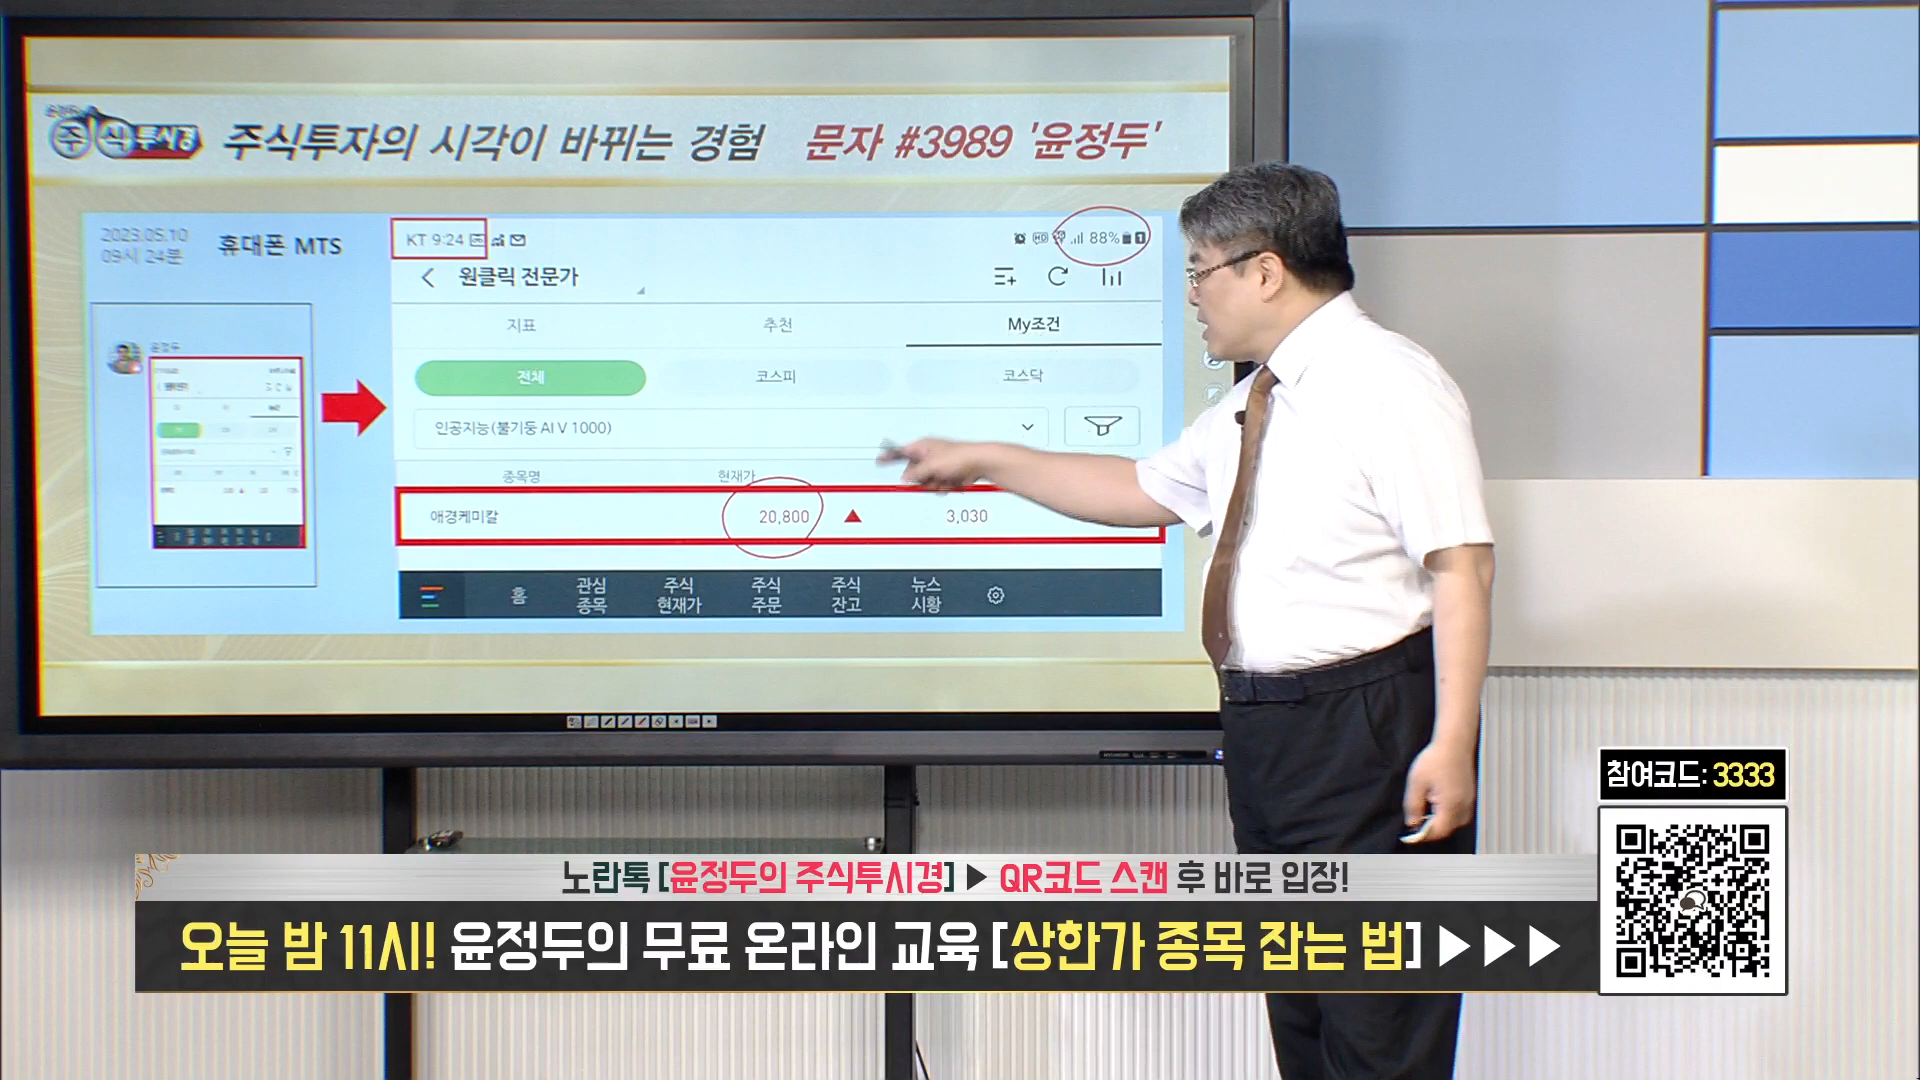 주식투시경 주식투자의 시각이 바뀌는 경험 문자 #3989 '윤정두'
2023.05.10
09시 24분
휴대폰 MTS
윤정두
KT 9:24
88%
원클릭 전문가
지표 추천 My조건
전체 코스피 코스닥
인공지능(불기둥 AI V 1000)
종목명 현재가
애경케미칼 20,800 ▲ 3,030
홈 관심 종목 주식 현재가 주식 주문 주식 잔고 뉴스 시황
참여코드: 3333
노란톡 [윤정두의 주식투시경] ▶ QR코드 스캔 후 바로 입장!
오늘 밤 11시! 윤정두의 무료 온라인 교육 [상한가 종목 잡는 법] ▶▶▶